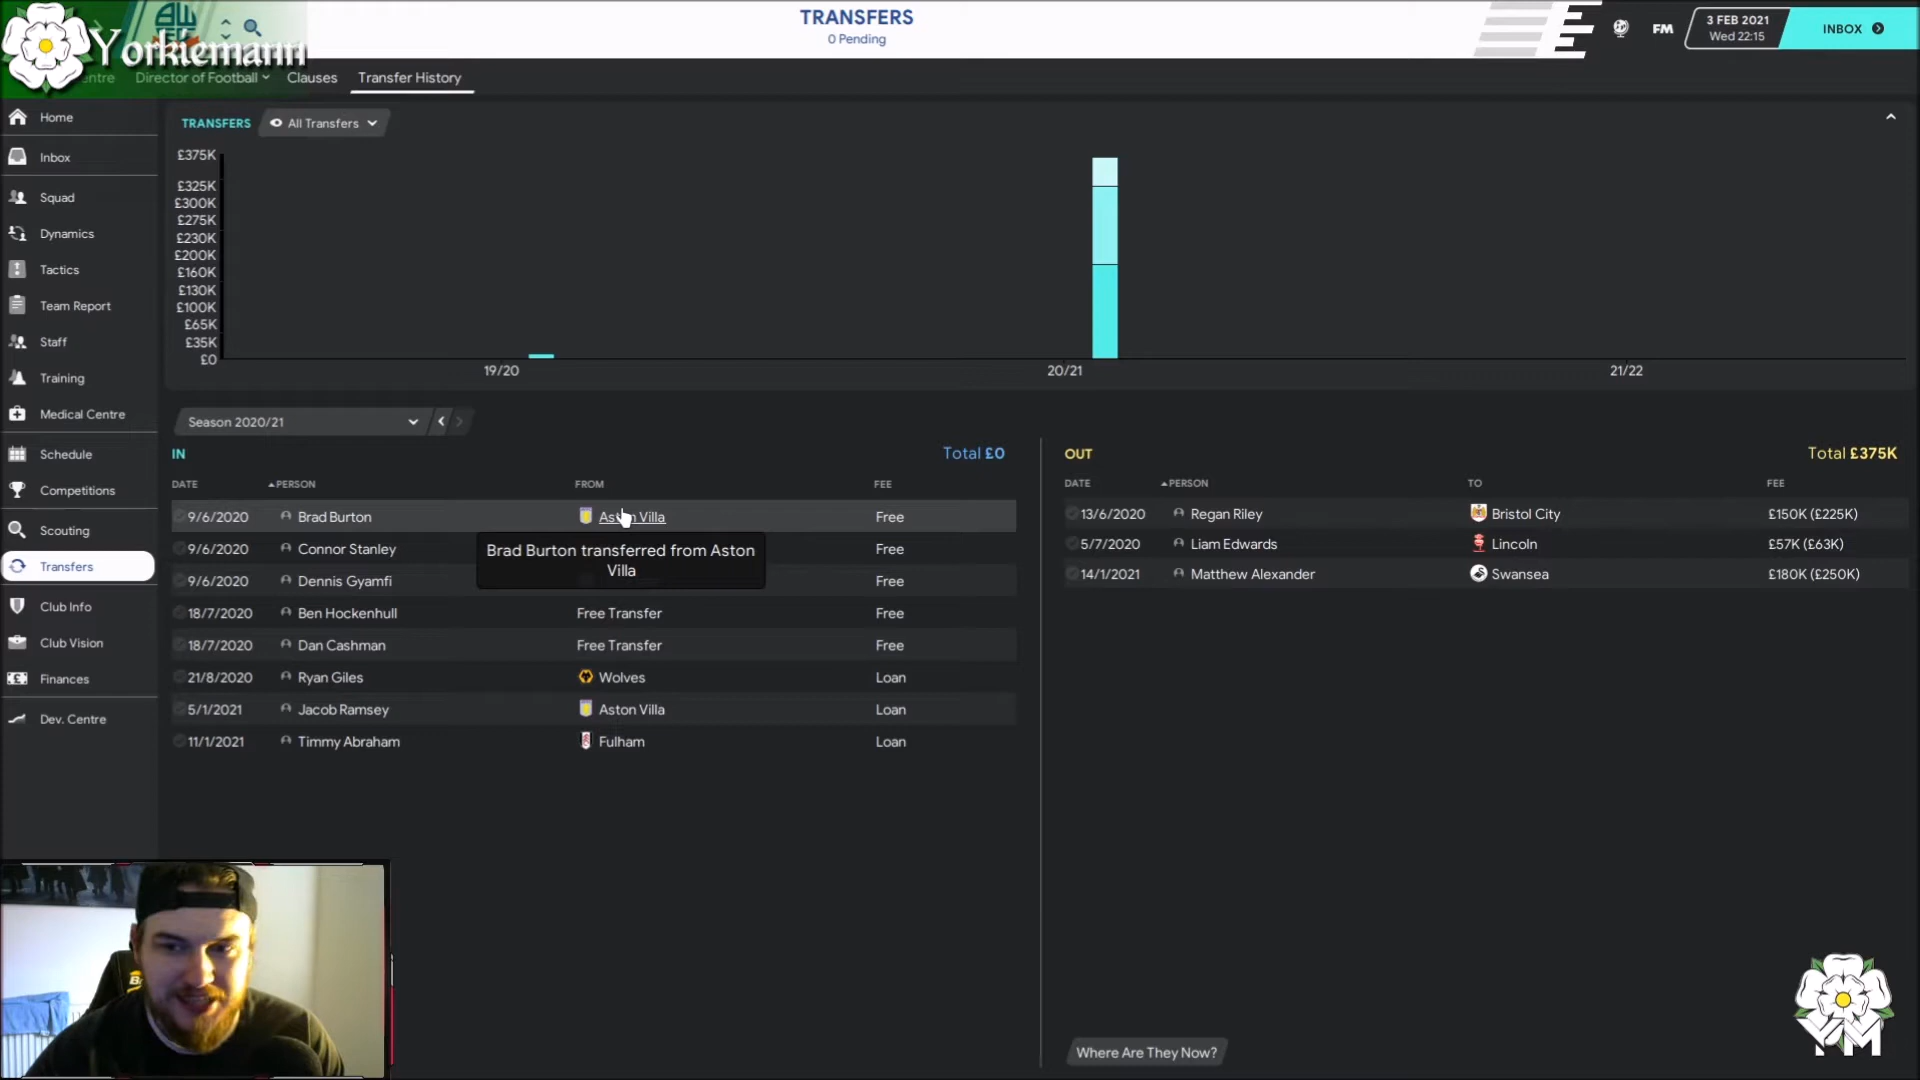 Yorkiemann
TRANSFERS
0 Pending
FM
3 FEB 2021
Wed 22:15
INBOX
entre
Director of Football
Clauses
Transfer History
Home
Inbox
Squad
Dynamics
Tactics
Team Report
Staff
Training
Medical Centre
Schedule
Competitions
Scouting
Transfers
Club Info
Club Vision
Finances
Dev. Centre
TRANSFERS
All Transfers
£375K
£325K
£300K
£275K
£230K
£200K
£160K
£130K
£100K
£65K
£35K
£0
19/20
20/21
21/22
Season 2020/21
IN
Total £0
DATE PERSON FROM FEE
9/6/2020 Brad Burton Aston Villa Free
9/6/2020 Connor Stanley Free
9/6/2020 Dennis Gyamfi Free
18/7/2020 Ben Hockenhull Free Transfer Free
18/7/2020 Dan Cashman Free Transfer Free
21/8/2020 Ryan Giles Wolves Loan
5/1/2021 Jacob Ramsey Aston Villa Loan
11/1/2021 Timmy Abraham Fulham Loan
Brad Burton transferred from Aston
Villa
OUT
Total £375K
DATE PERSON TO FEE
13/6/2020 Regan Riley Bristol City £150K (£225K)
5/7/2020 Liam Edwards Lincoln £57K (£63K)
14/1/2021 Matthew Alexander Swansea £180K (£250K)
Where Are They Now?
YM